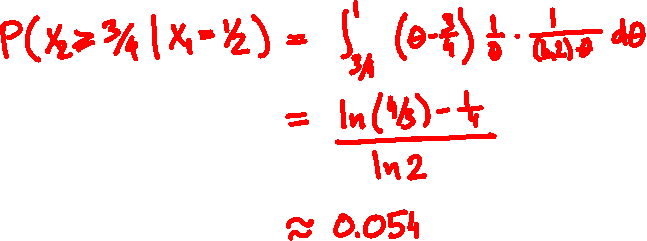 P(X₂ ≥ 3/4 | X₁ = 1/2) = ∫_{3/4}^{1} (θ - 3/4) 1/θ · 1/((ln 2)·θ) dθ
= (ln(4/3) - 1/4) / ln 2
≈ 0.054